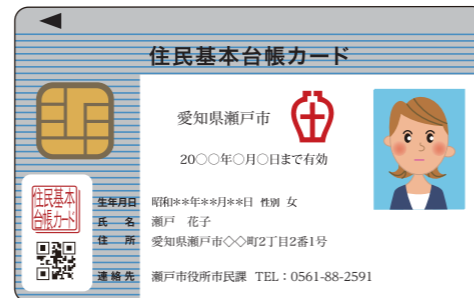 住民基本台帳カード
愛知県瀬戸市
20○○年○月○日まで有効
住民基本
台帳カード
生年月日 昭和**年**月**日 性別 女
氏 名 瀬戸 花子
住 所 愛知県瀬戸市◇◇町2丁目2番1号
連絡先 瀬戸市役所市民課 TEL：0561-88-2591